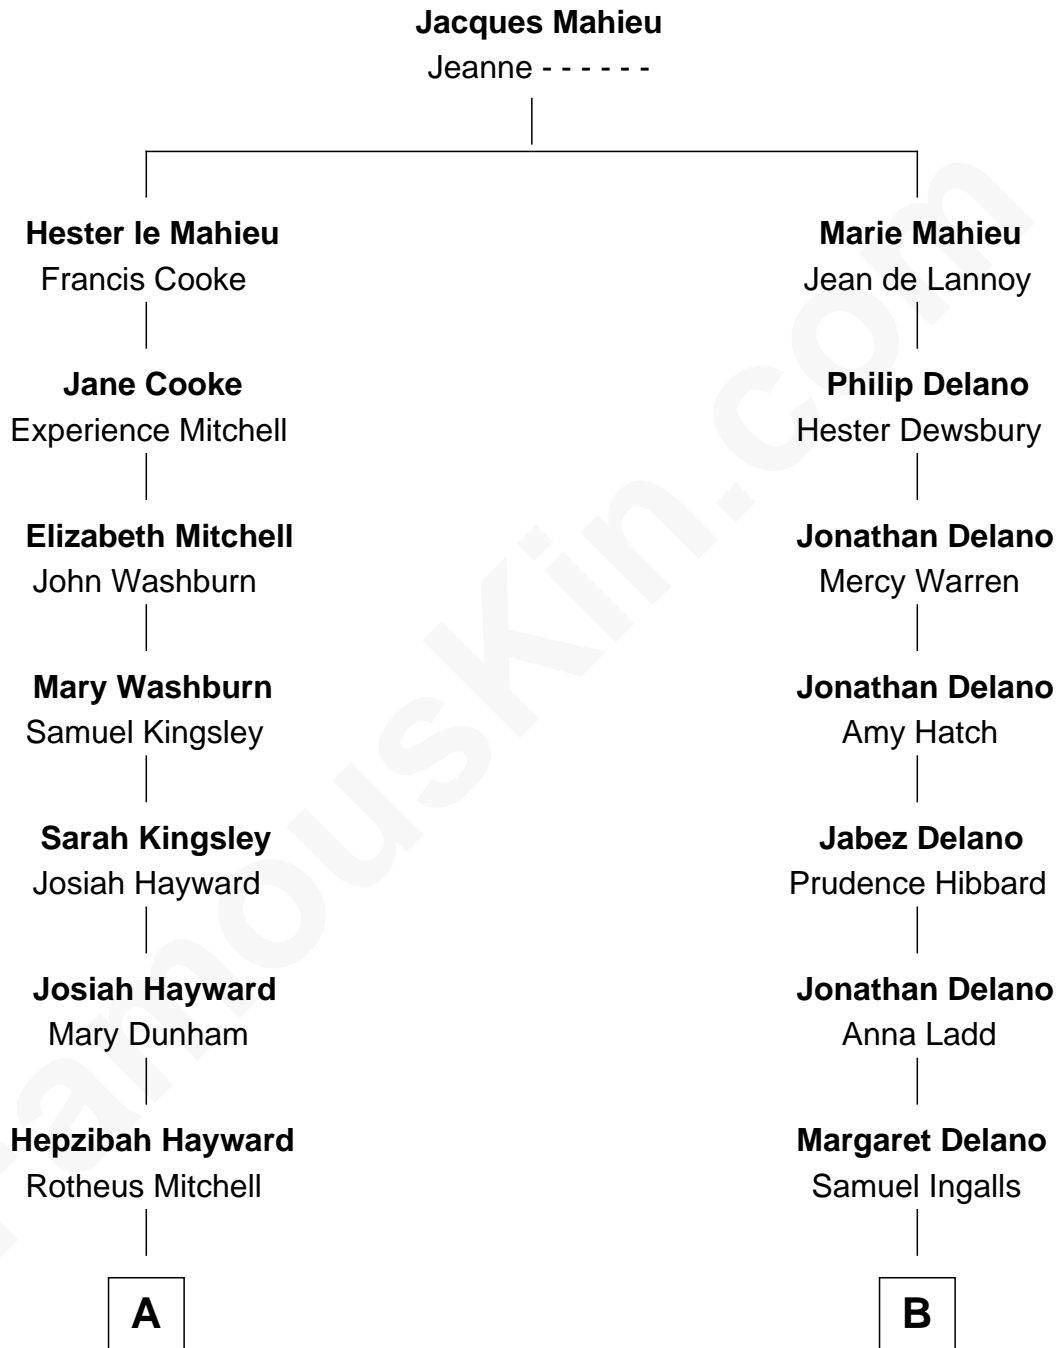 Jacques Mahieu
Jeanne - - - - - -
Hester le Mahieu
Francis Cooke
Marie Mahieu
Jean de Lannoy
Jane Cooke
Experience Mitchell
Philip Delano
Hester Dewsbury
Elizabeth Mitchell
John Washburn
Jonathan Delano
Mercy Warren
Mary Washburn
Samuel Kingsley
Jonathan Delano
Amy Hatch
Sarah Kingsley
Josiah Hayward
Jabez Delano
Prudence Hibbard
Josiah Hayward
Mary Dunham
Jonathan Delano
Anna Ladd
Hepzibah Hayward
Rotheus Mitchell
Margaret Delano
Samuel Ingalls
A
B
FamousKin.com